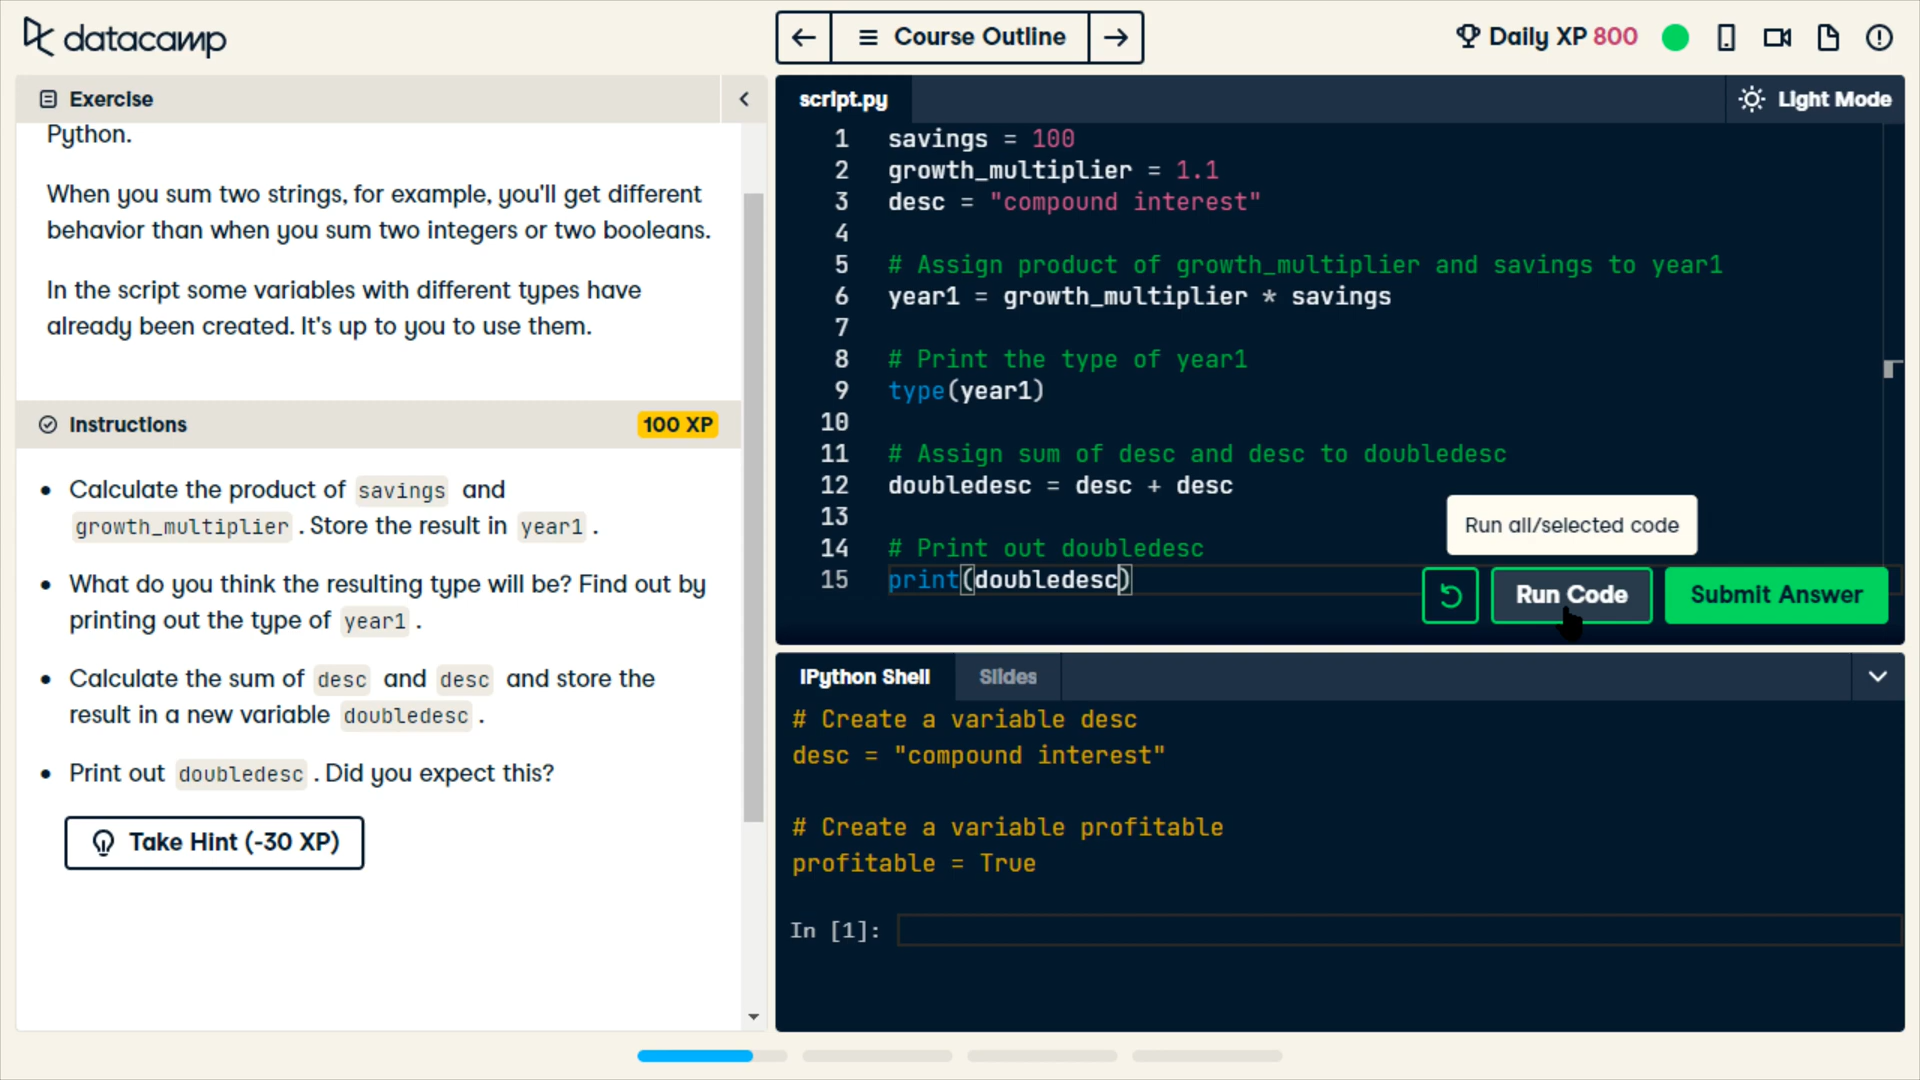 datacamp
Course Outline
Daily XP 800
Exercise
Python.
When you sum two strings, for example, you'll get different
behavior than when you sum two integers or two booleans.
In the script some variables with different types have
already been created. It's up to you to use them.
Instructions
100 XP
Calculate the product of savings and
growth_multiplier. Store the result in year1.
What do you think the resulting type will be? Find out by
printing out the type of year1.
Calculate the sum of desc and desc and store the
result in a new variable doubledesc.
Print out doubledesc. Did you expect this?
Take Hint (-30 XP)
script.py
Light Mode
1 savings = 100
2 growth_multiplier = 1.1
3 desc = "compound interest"
4
5 # Assign product of growth_multiplier and savings to year1
6 year1 = growth_multiplier * savings
7
8 # Print the type of year1
9 type(year1)
10
11 # Assign sum of desc and desc to doubledesc
12 doubledesc = desc + desc
13
14 # Print out doubledesc
15 print(doubledesc)
Run all/selected code
Run Code
Submit Answer
IPython Shell
Slides
# Create a variable desc
desc = "compound interest"
# Create a variable profitable
profitable = True
In [1]: